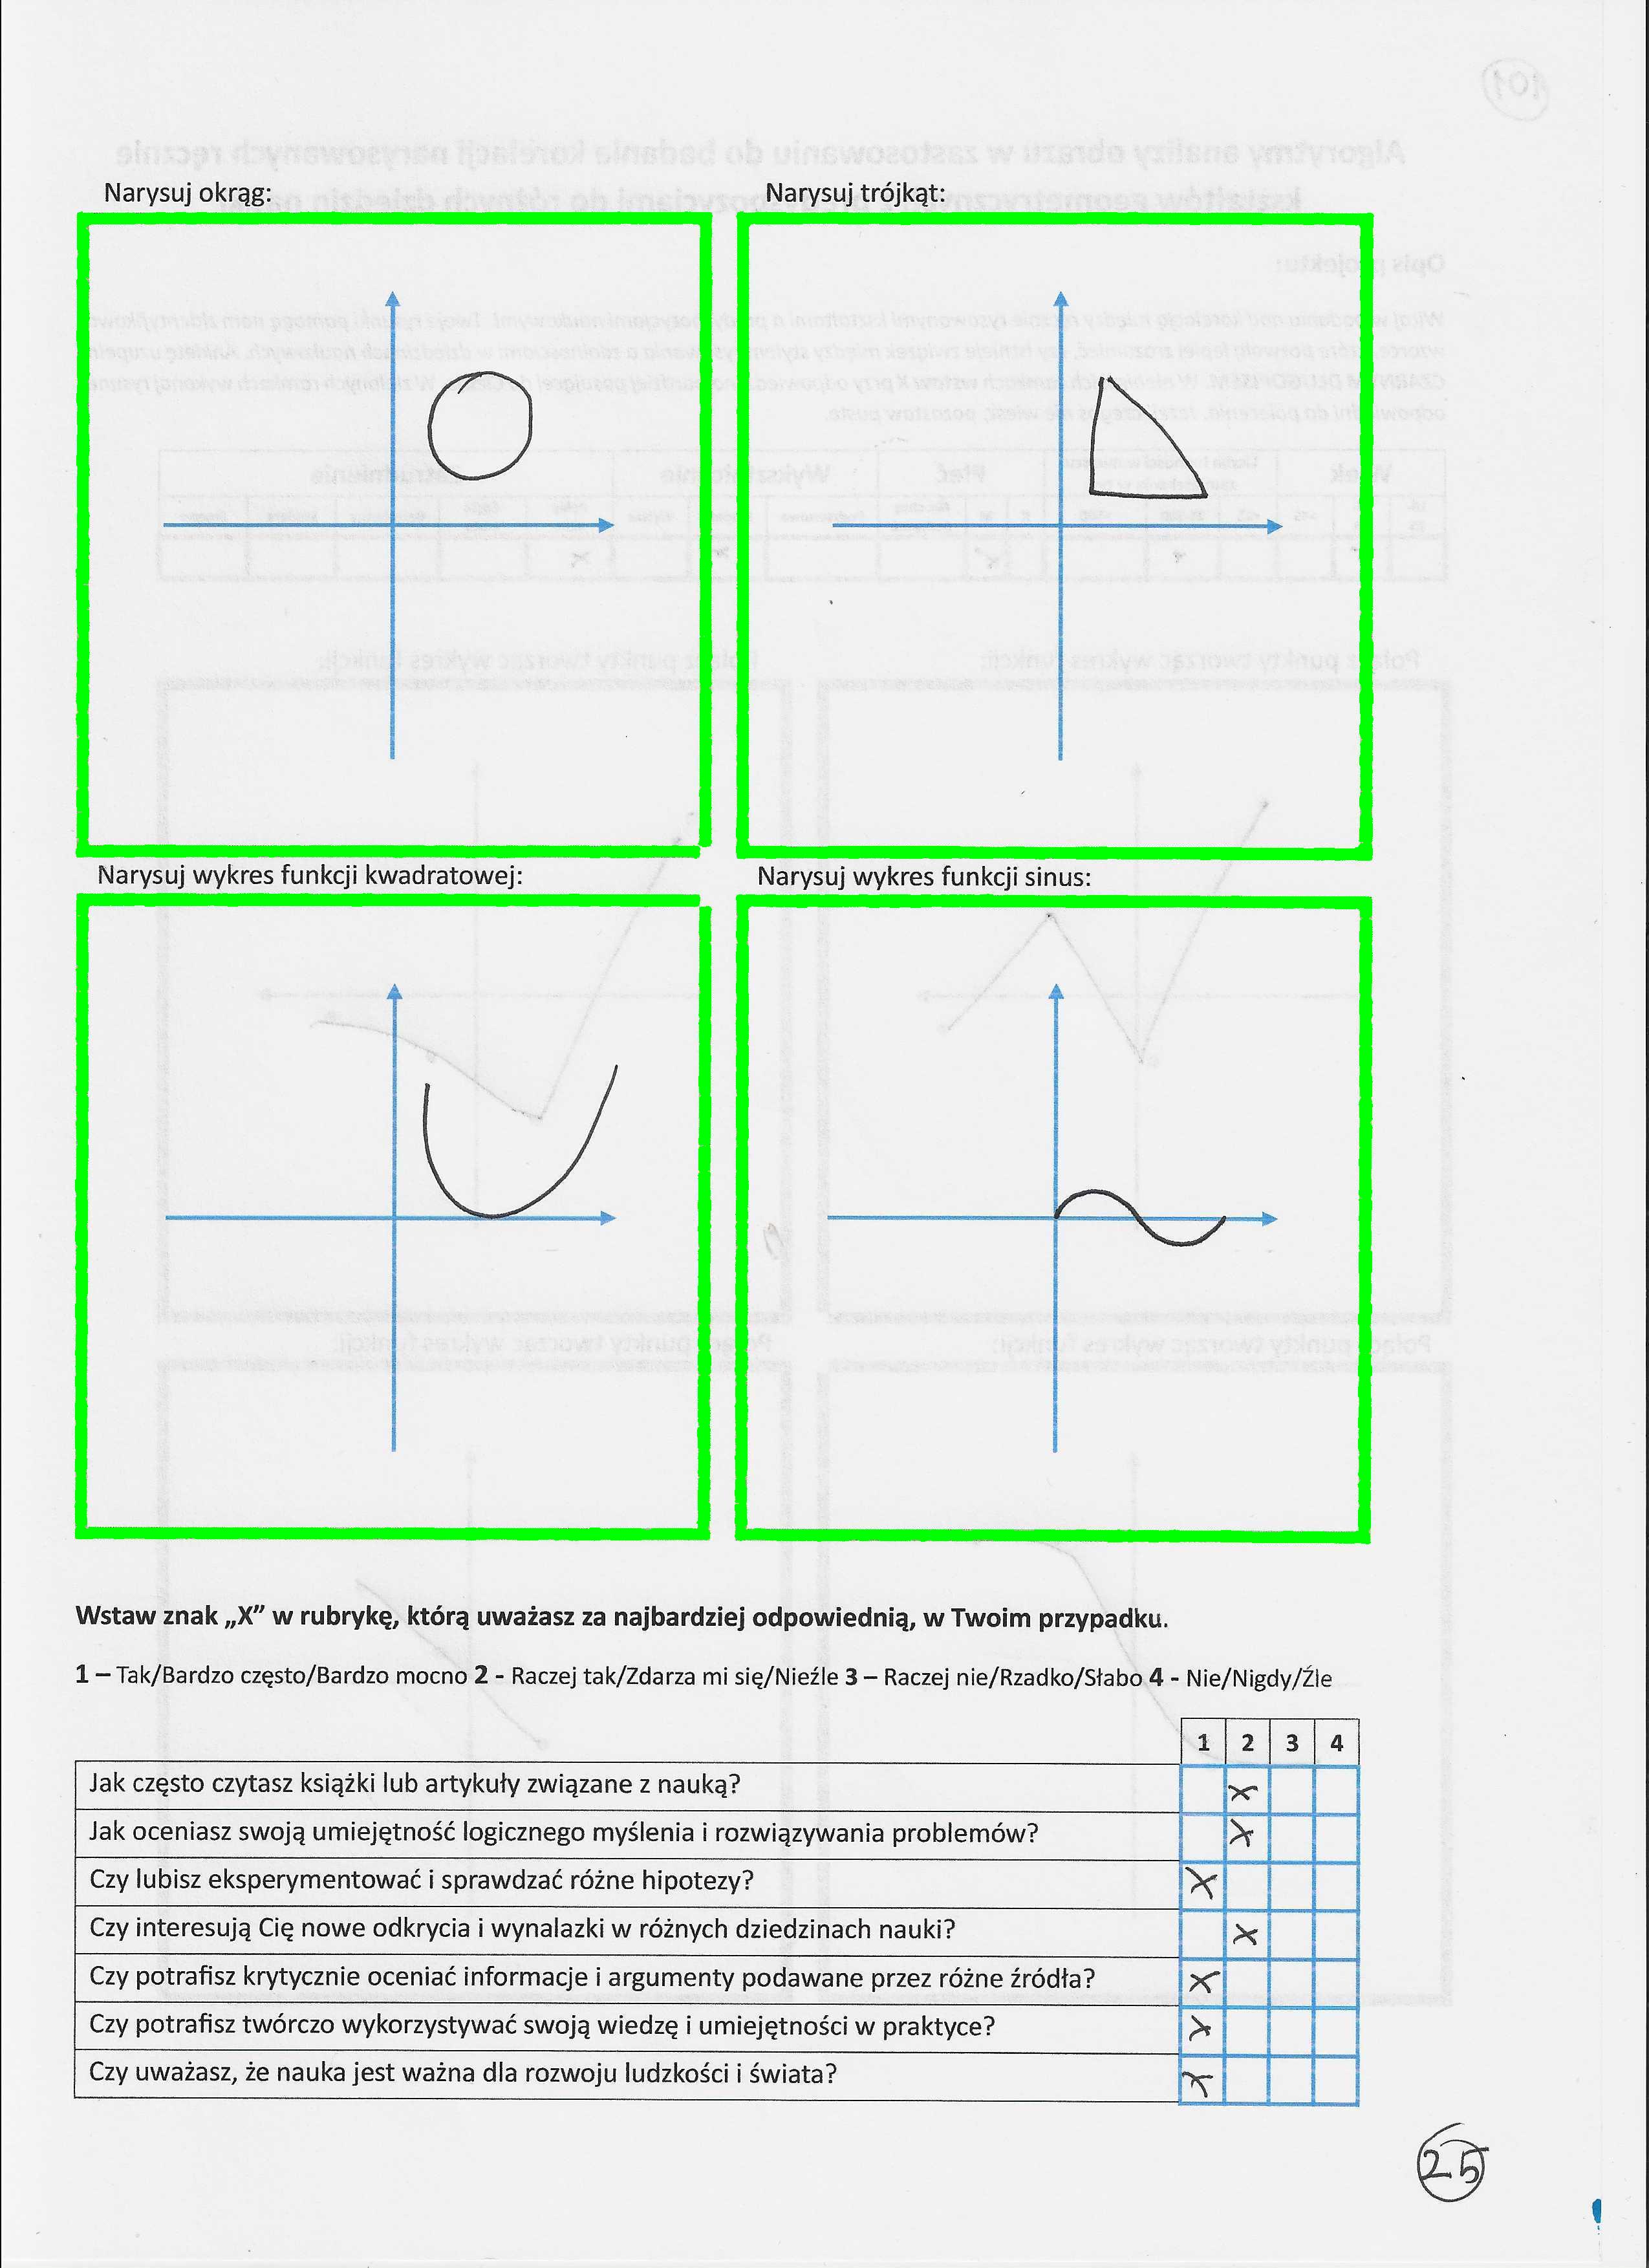 Narysuj okrąg:
Narysuj trójkąt:
Narysuj wykres funkcji kwadratowej:
Narysuj wykres funkcji sinus:
Wstaw znak „X” w rubrykę, którą uważasz za najbardziej odpowiednią, w Twoim przypadku.
1 – Tak/Bardzo często/Bardzo mocno 2 - Raczej tak/Zdarza mi się/Nieźle 3 – Raczej nie/Rzadko/Słabo 4 - Nie/Nigdy/Źle
1 2 3 4
Jak często czytasz książki lub artykuły związane z nauką? X
Jak oceniasz swoją umiejętność logicznego myślenia i rozwiązywania problemów? X
Czy lubisz eksperymentować i sprawdzać różne hipotezy? X
Czy interesują Cię nowe odkrycia i wynalazki w różnych dziedzinach nauki? X
Czy potrafisz krytycznie oceniać informacje i argumenty podawane przez różne źródła? X
Czy potrafisz twórczo wykorzystywać swoją wiedzę i umiejętności w praktyce? X
Czy uważasz, że nauka jest ważna dla rozwoju ludzkości i świata? X
25